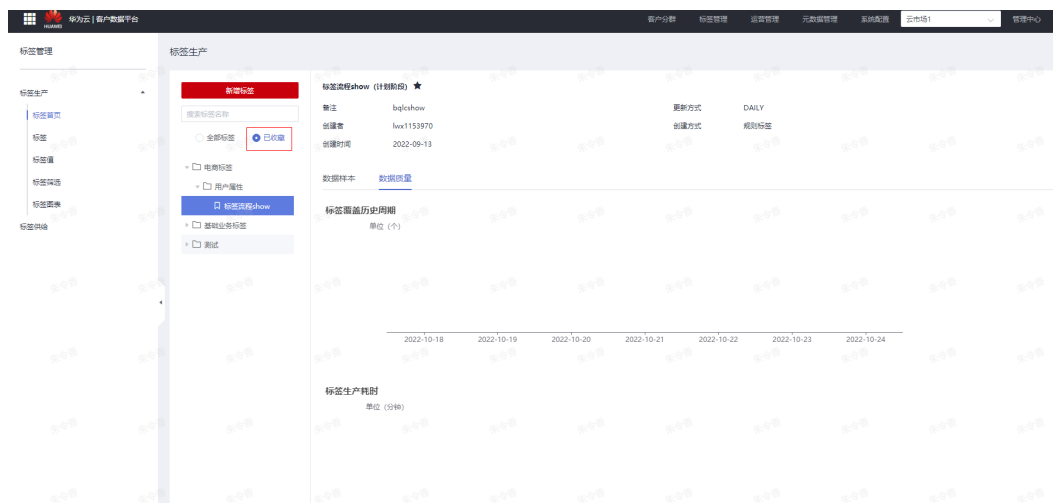 HUAWEI 华为云 | 客户数据平台 客户分群 标签管理 运营管理 元数据管理 系统配置 云市场1 管理中心
标签管理
标签生产
标签首页
标签
标签值
标签筛选
标签图表
标签供给
标签生产
新增标签
搜索标签名称
全部标签 已收藏
电商标签
用户属性
标签流程show
基础业务标签
测试
标签流程show（计划阶段）★
备注 bqlcshow 更新方式 DAILY
创建者 lwx1153970 创建方式 规则标签
创建时间 2022-09-13
数据样本 数据质量
标签覆盖历史周期
单位（个）
2022-10-18 2022-10-19 2022-10-20 2022-10-21 2022-10-22 2022-10-23 2022-10-24
标签生产耗时
单位（分钟）